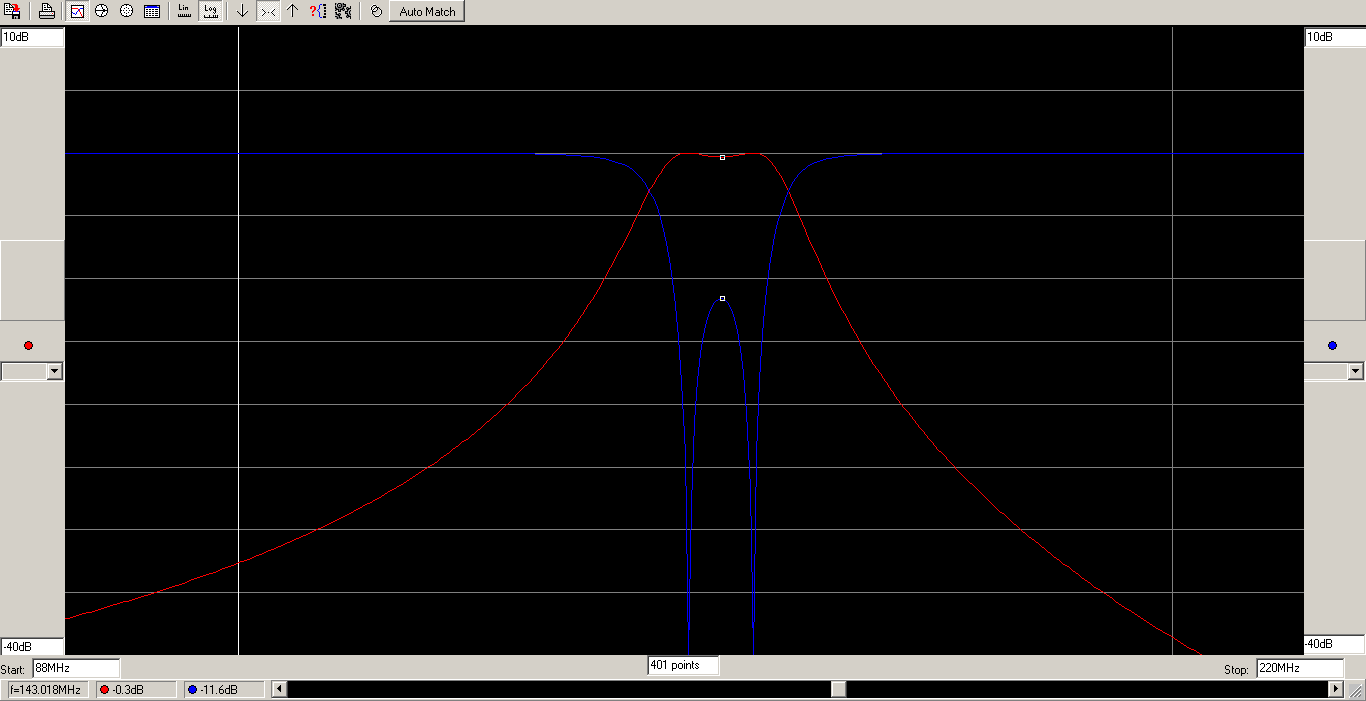 Lin
Log
Auto Match
10dB
10dB
-40dB
-40dB
Start:
88MHz
401 points
Stop:
220MHz
f=143.018MHz
-0.3dB
-11.6dB